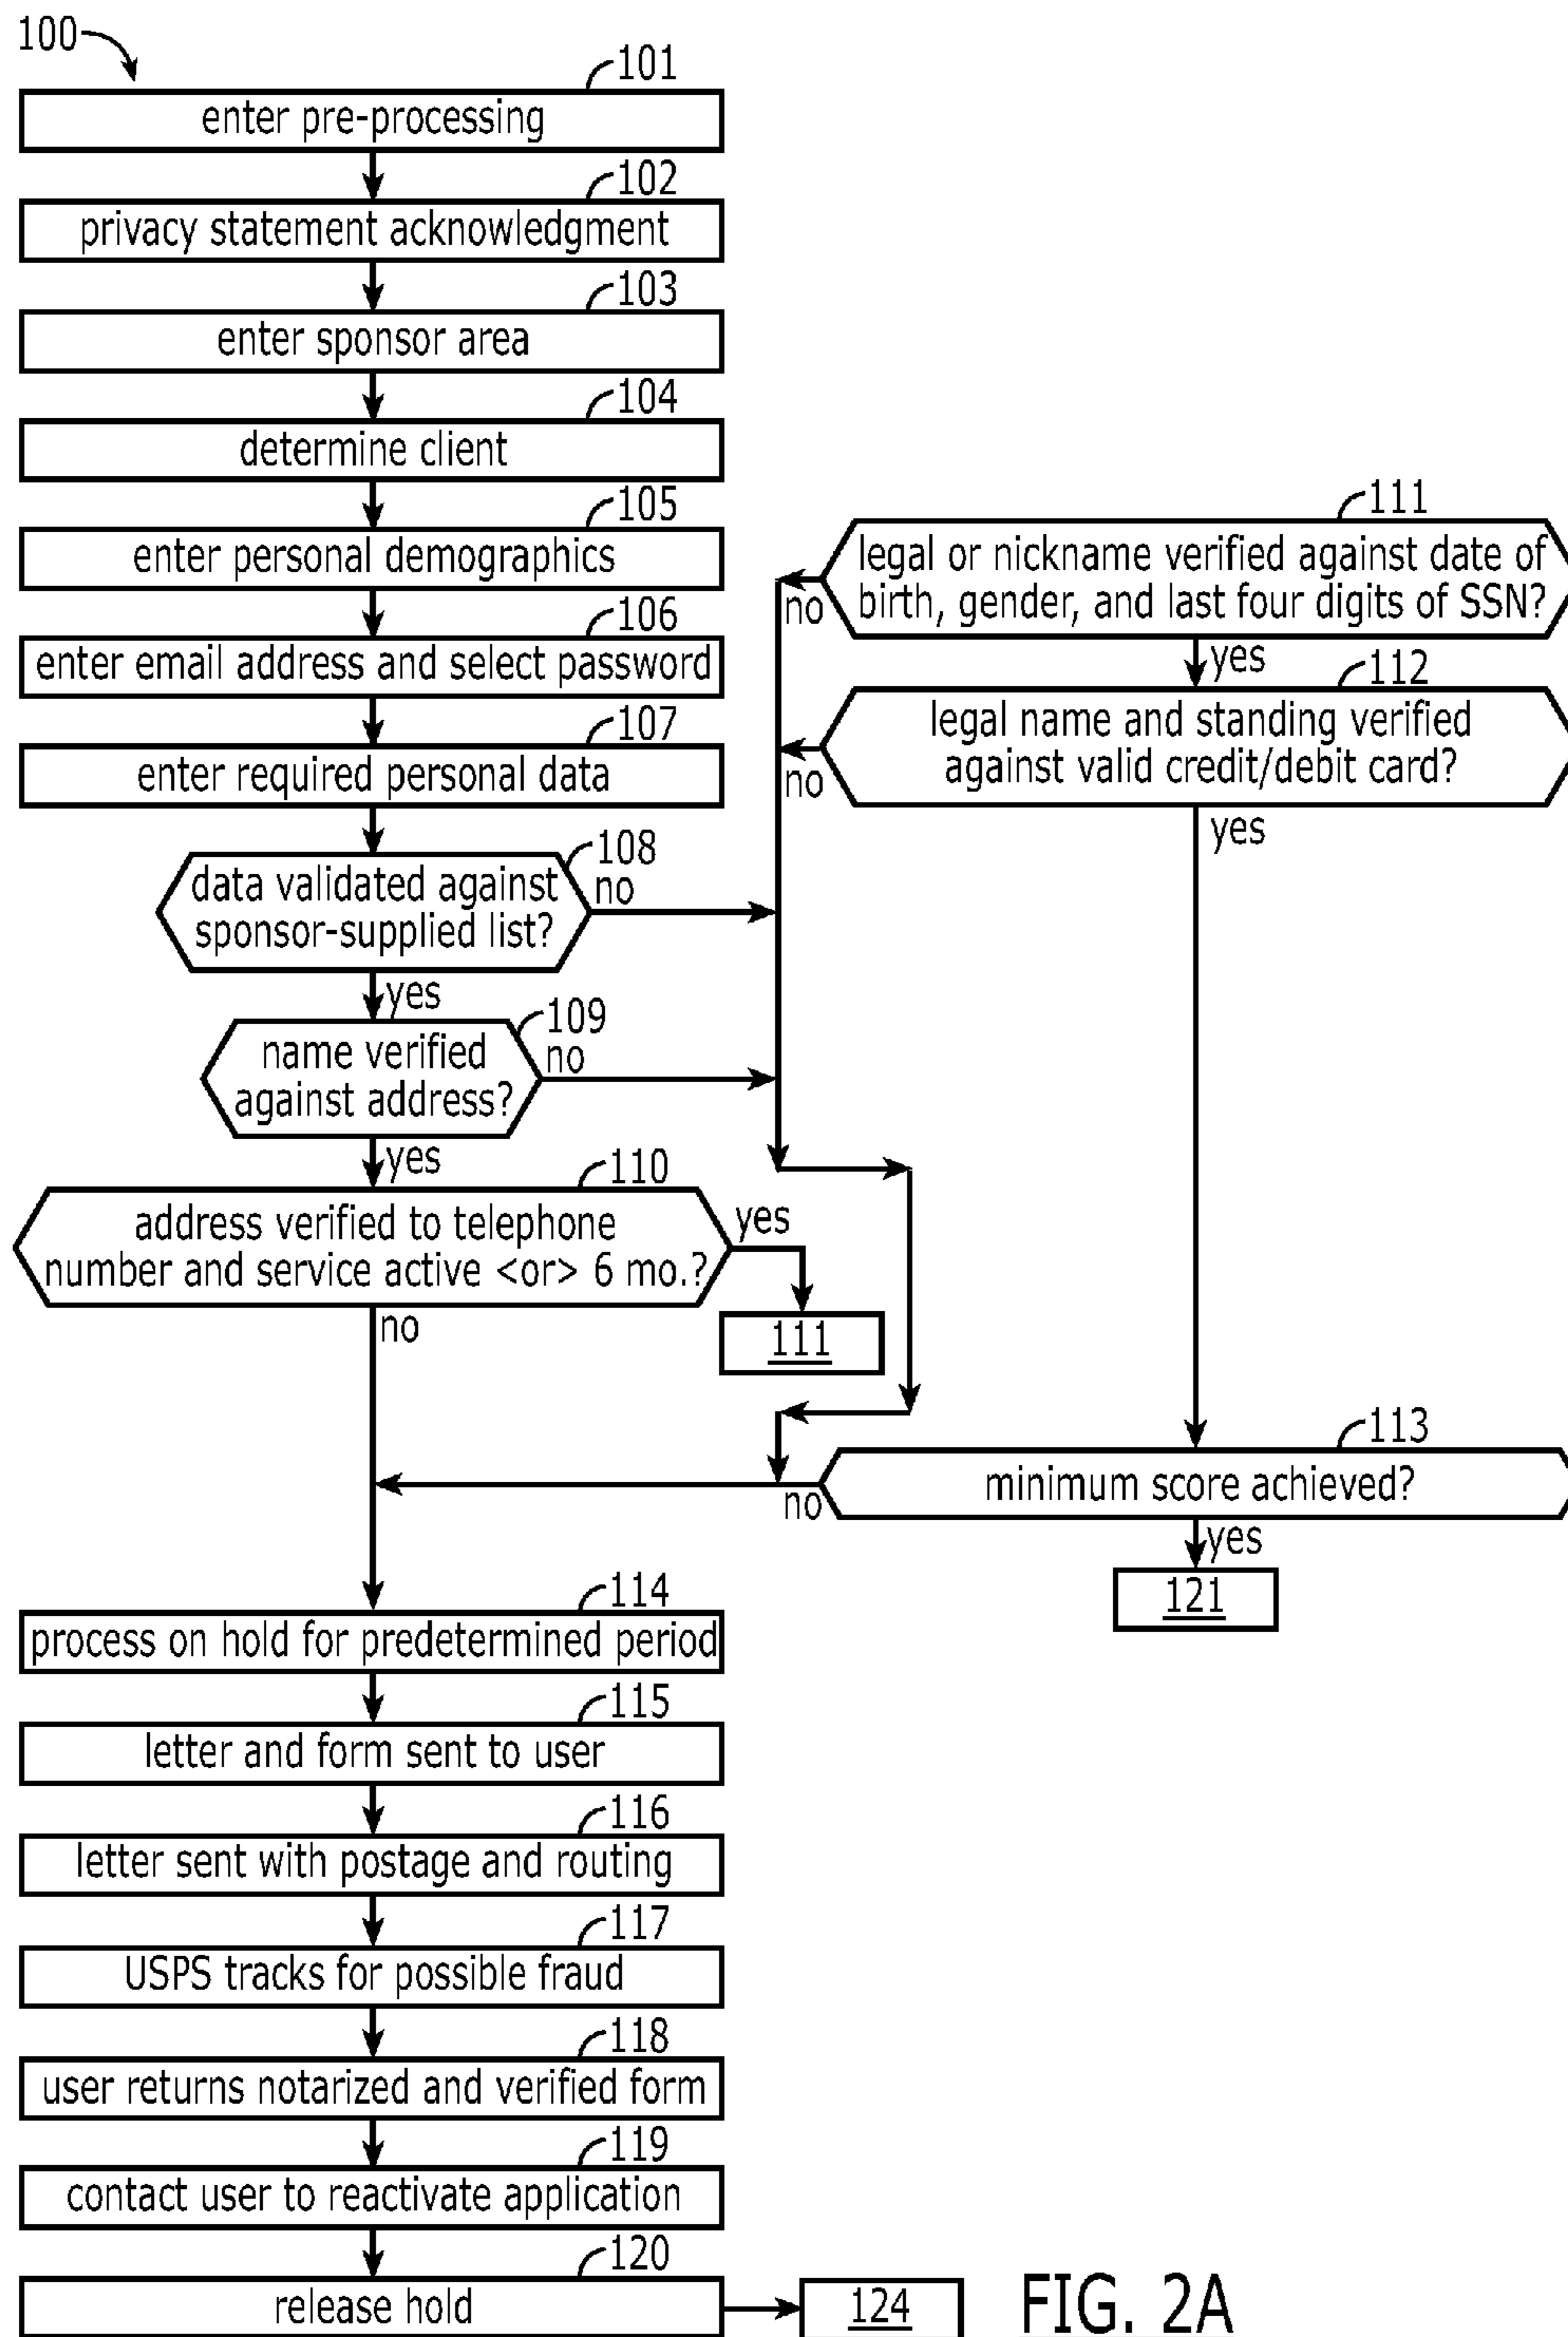 100
101
enter pre-processing
102
privacy statement acknowledgment
103
enter sponsor area
104
determine client
105
enter personal demographics
106
enter email address and select password
107
enter required personal data
108
data validated against
sponsor-supplied list?
no
yes
109
name verified
against address?
no
yes
110
address verified to telephone
number and service active <or> 6 mo.?
yes
111
no
111
legal or nickname verified against date of
birth, gender, and last four digits of SSN?
no
yes
112
legal name and standing verified
against valid credit/debit card?
no
yes
113
minimum score achieved?
no
yes
121
114
process on hold for predetermined period
115
letter and form sent to user
116
letter sent with postage and routing
117
USPS tracks for possible fraud
118
user returns notarized and verified form
119
contact user to reactivate application
120
release hold
124
FIG. 2A